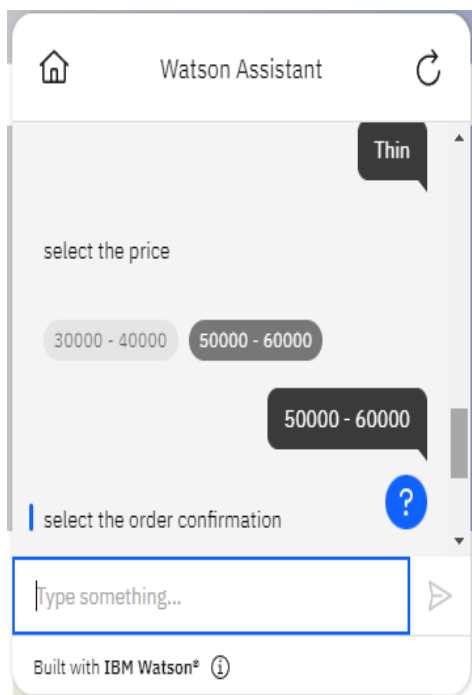 Watson Assistant
Thin
select the price
30000 - 40000 50000 - 60000
50000 - 60000
?
select the order confirmation
Type something...
Built with IBM Watson®